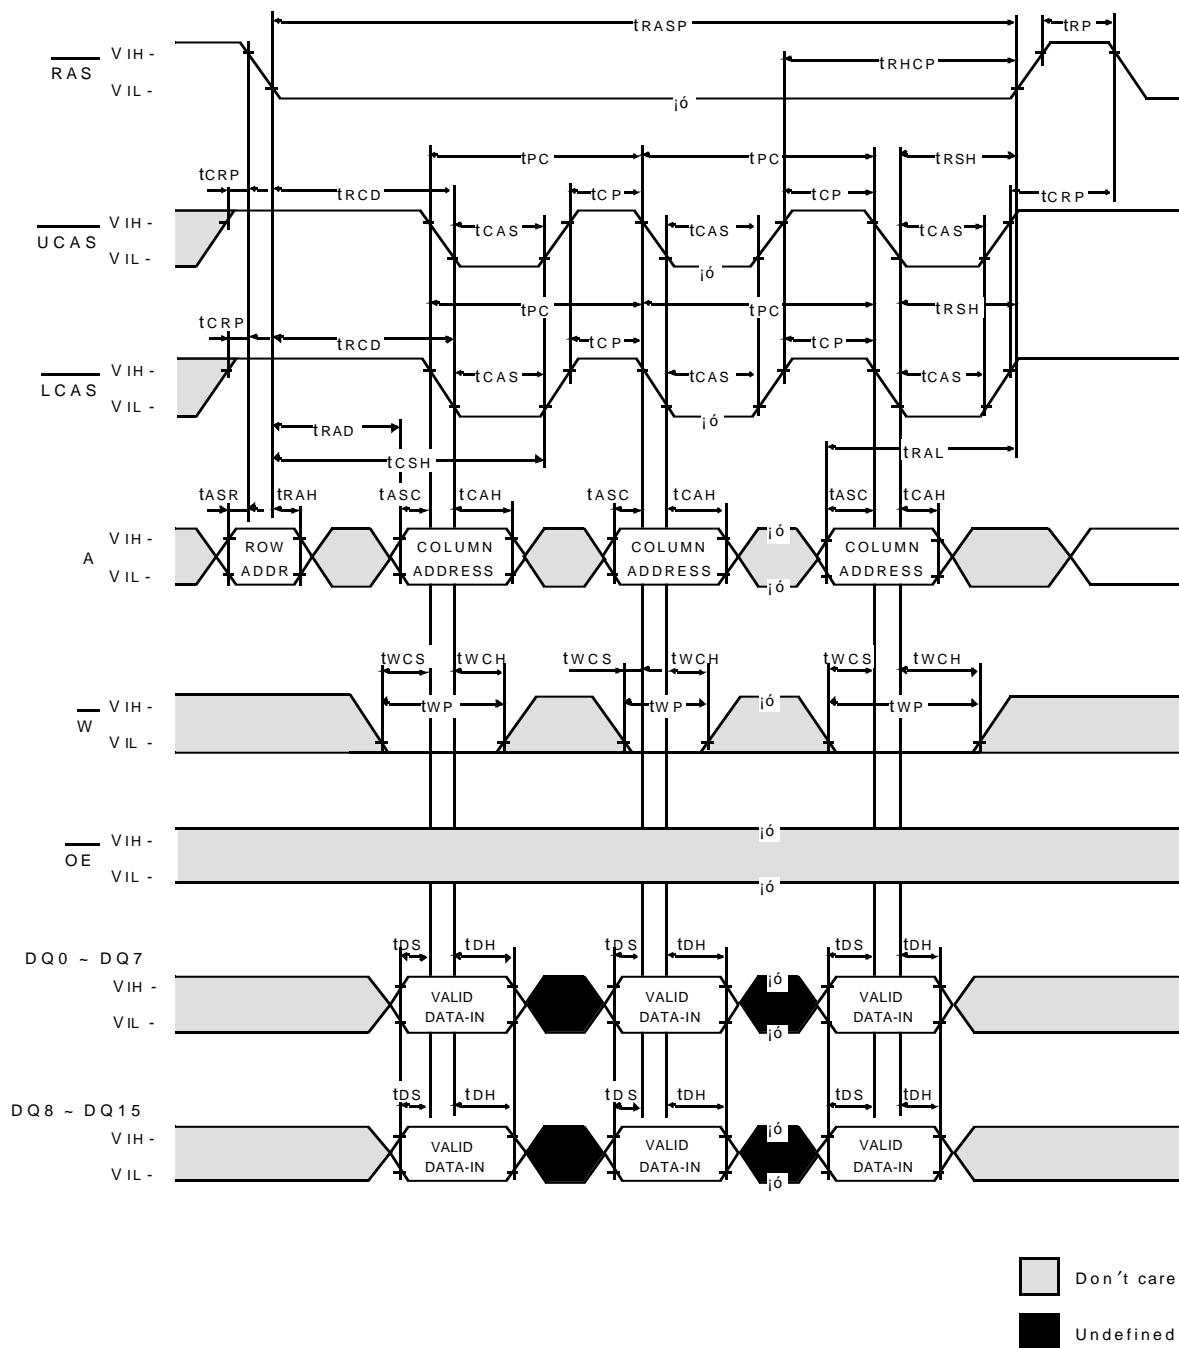 tRASP
tRP
RAS
VIH -
tRHCP
VIL -
¡ó
tPC
tPC
tRSH
tCRP
tRCD
tCP
tCP
tCRP
UCAS
VIH -
tCAS
tCAS
tCAS
VIL -
¡ó
tPC
tPC
tRSH
tCRP
tRCD
tCP
tCP
LCAS
VIH -
tCAS
tCAS
tCAS
VIL -
¡ó
tRAD
tCSH
tRAL
tASR
tRAH
tASC
tCAH
tASC
tCAH
tASC
tCAH
A
VIH -
ROW
COLUMN
COLUMN
¡ó
COLUMN
VIL -
ADDR
ADDRESS
ADDRESS
¡ó
ADDRESS
tWCS
tWCH
tWCS
tWCH
tWCS
tWCH
W
VIH -
tWP
tWP
¡ó
tWP
VIL -
OE
VIH -
¡ó
VIL -
¡ó
DQ0 ~ DQ7
tDS
tDH
tDS
tDH
tDS
tDH
VIH -
VALID
VALID
¡ó
VALID
VIL -
DATA-IN
DATA-IN
¡ó
DATA-IN
DQ8 ~ DQ15
tDS
tDH
tDS
tDH
tDS
tDH
VIH -
VALID
VALID
¡ó
VALID
VIL -
DATA-IN
DATA-IN
¡ó
DATA-IN
Don′t care
Undefined